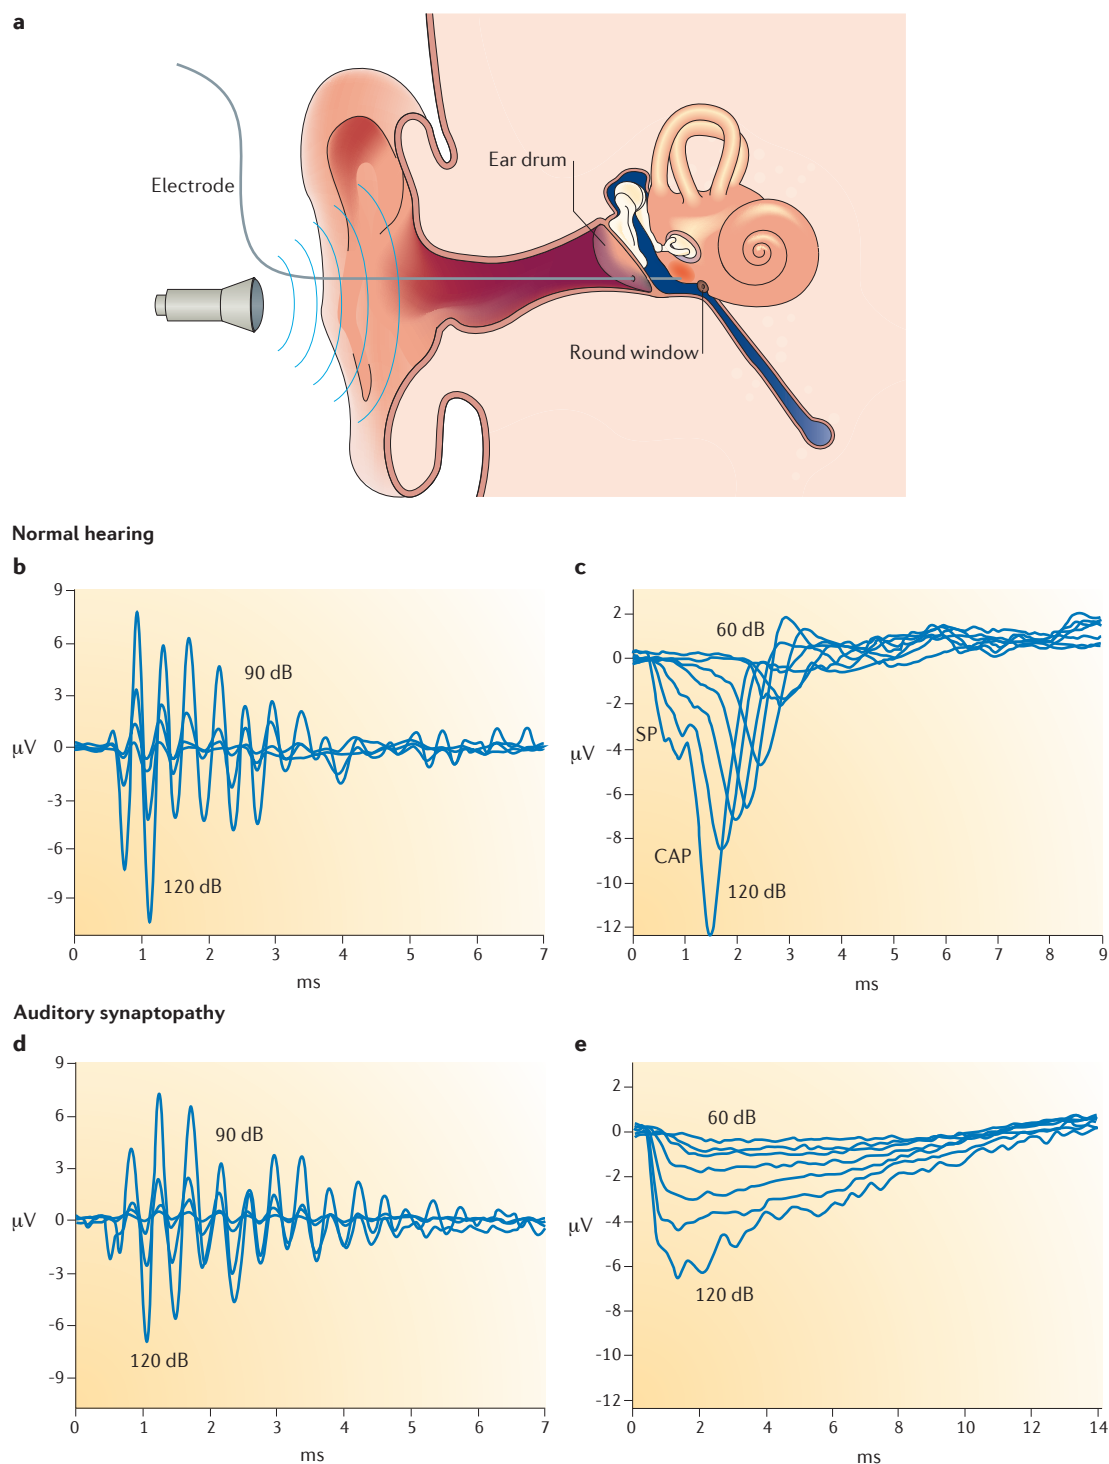 a
Electrode
Ear drum
Round window
Normal hearing
b
9
6
3
0
-3
-6
-9
µV
90 dB
120 dB
0 1 2 3 4 5 6 7
ms
c
2
0
-2
-4
-6
-8
-10
-12
µV
60 dB
SP
CAP
120 dB
0 1 2 3 4 5 6 7 8 9
ms
Auditory synaptopathy
d
9
6
3
0
-3
-6
-9
µV
90 dB
120 dB
0 1 2 3 4 5 6 7
ms
e
2
0
-2
-4
-6
-8
-10
-12
µV
60 dB
120 dB
0 2 4 6 8 10 12 14
ms